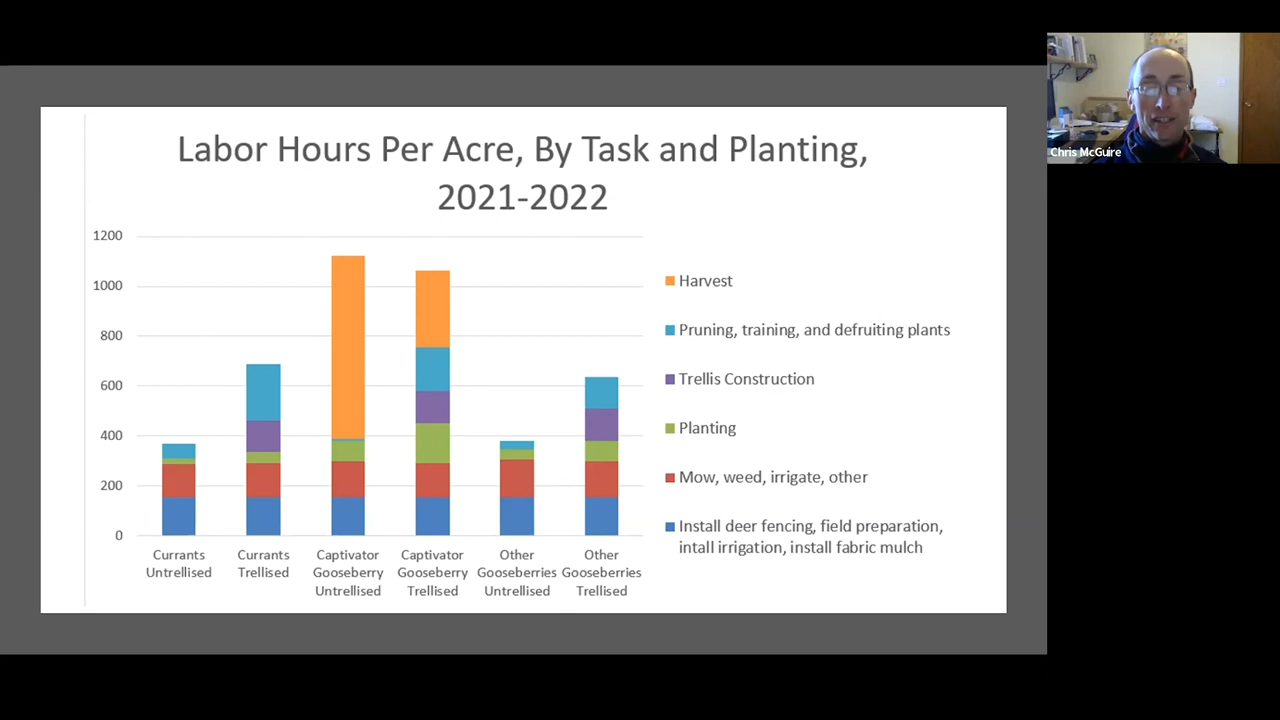 Labor Hours Per Acre, By Task and Planting,
2021-2022
1200
1000
800
600
400
200
0
Currants
Untrellised
Currants
Trellised
Captivator
Gooseberry
Untrellised
Captivator
Gooseberry
Trellised
Other
Gooseberries
Untrellised
Other
Gooseberries
Trellised
Harvest
Pruning, training, and defruiting plants
Trellis Construction
Planting
Mow, weed, irrigate, other
Install deer fencing, field preparation,
intall irrigation, install fabric mulch
Chris McGuire